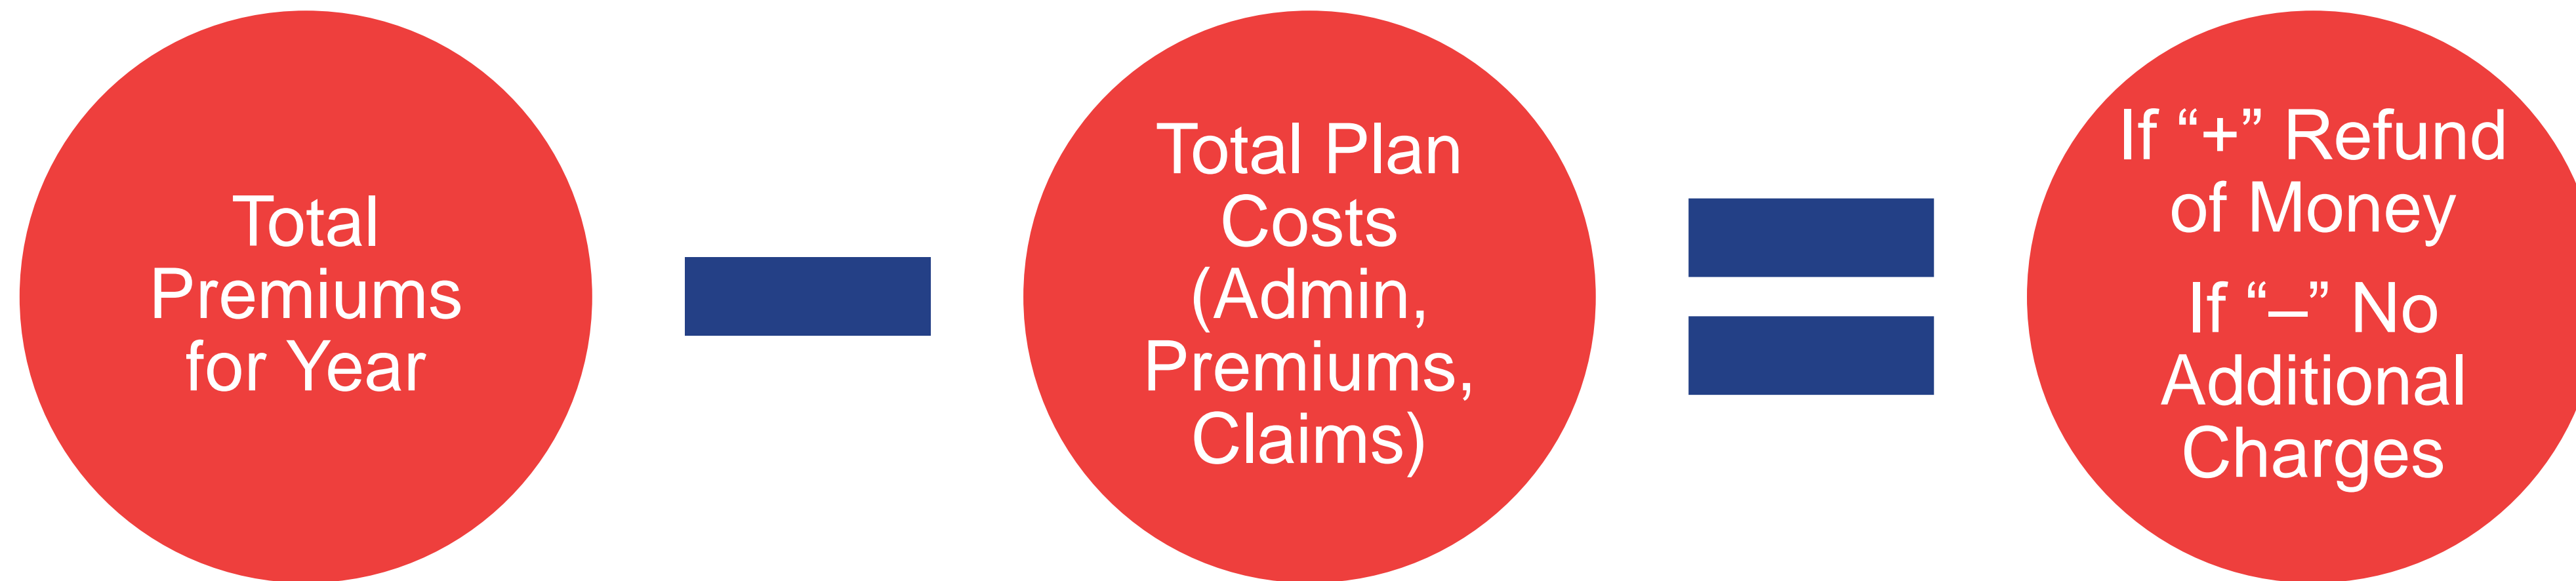 Total
Premiums
for Year
Total Plan
Costs
(Admin,
Premiums,
Claims)
If “+” Refund
of Money
If “–” No
Additional
Charges